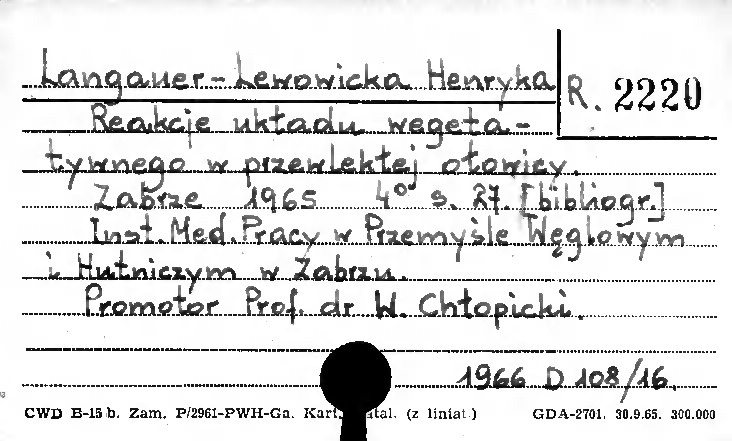 Langauer-Lewowicka Henryka
R. 2220
Reakcje układu wegeta-
tywnego w przewlekłej ołowicy.
Zabrze 1965 4° s. 27. [bibliogr.]
Inst. Med. Pracy w Przemyśle Węglowym
i Hutniczym w Zabrzu.
Promotor Prof. dr W. Chłopicki.
1966 D 108/16.
CWD B-15 b. Zam. P/2961-PWH-Ga. Kart. (z liniat.) GDA-2701. 30.9.65. 300.000